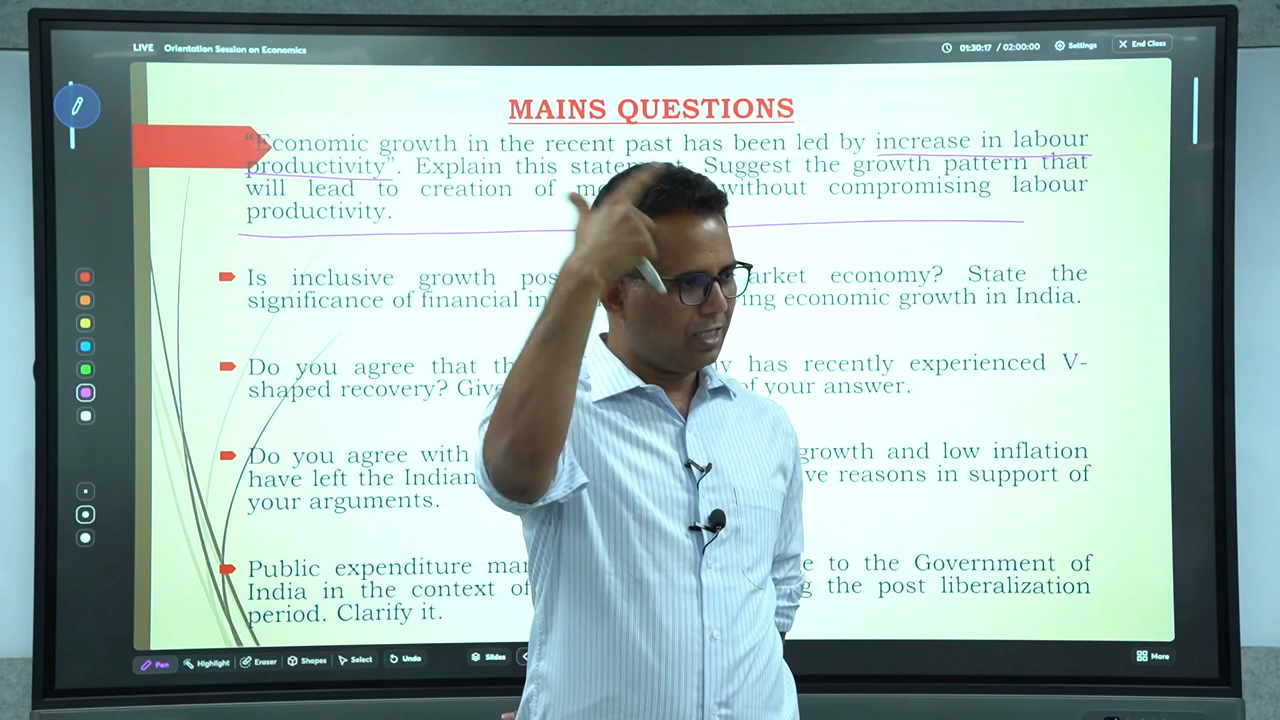 LIVE Orientation Session on Economics 01:30:17 / 02:00:00 Settings End Class
MAINS QUESTIONS
"Economic growth in the recent past has been led by increase in labour
productivity". Explain this Suggest the growth pattern that
will lead to creation of without compromising labour
productivity.
Is inclusive growth economy? State the
significance of financial economic growth in India.
Do you agree that has recently experienced V-
shaped recovery? of your answer.
Do you agree with growth and low inflation
have left the Indian reasons in support of
your arguments.
Public expenditure to the Government of
India in the context of the post liberalization
period. Clarify it.
Pen Highlight Eraser Shapes Select Undo Slides More